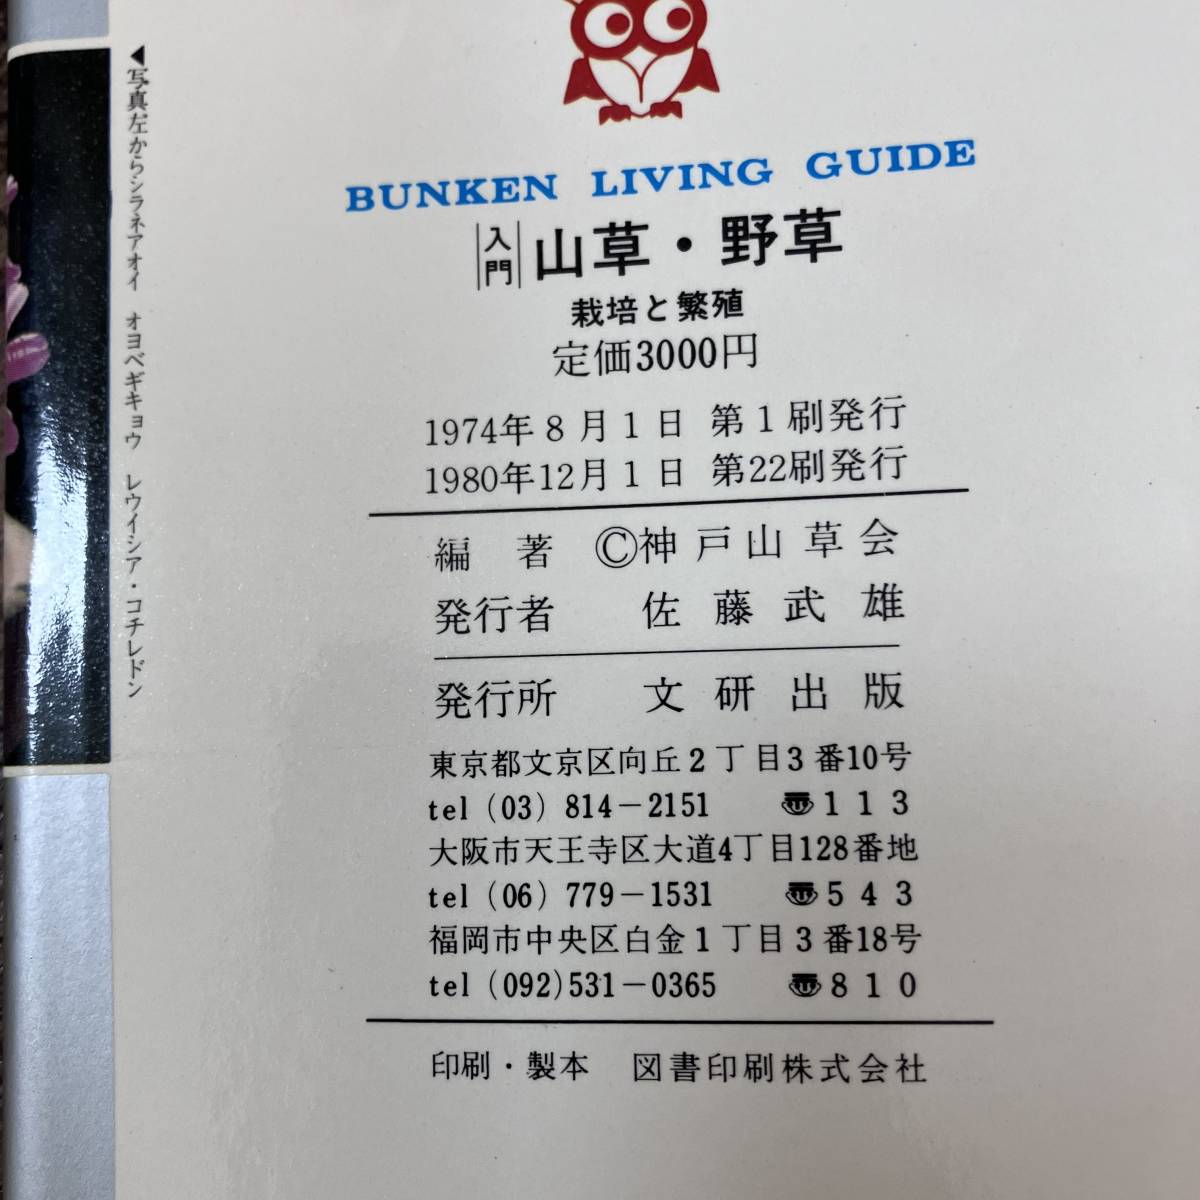 BUNKEN LIVING GUIDE
入門 山草・野草
栽培と繁殖
定価3000円
1974年8月1日 第1刷発行
1980年12月1日 第22刷発行
編著 ©神戸山草会
発行者 佐藤武雄
発行所 文研出版
東京都文京区向丘2丁目3番10号
tel (03) 814-2151 〠113
大阪市天王寺区大道4丁目128番地
tel (06) 779-1531 〠543
福岡市中央区白金1丁目3番18号
tel (092)531-0365 〠810
印刷・製本 図書印刷株式会社
◀写真左からシラネアオイ オヨベギキョウ レウイシア・コチレドン